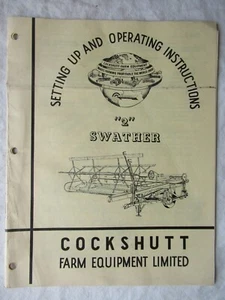 SETTING UP AND OPERATING INSTRUCTIONS
"2"
SWATHER
COCKSHUTT
FARM EQUIPMENT LIMITED